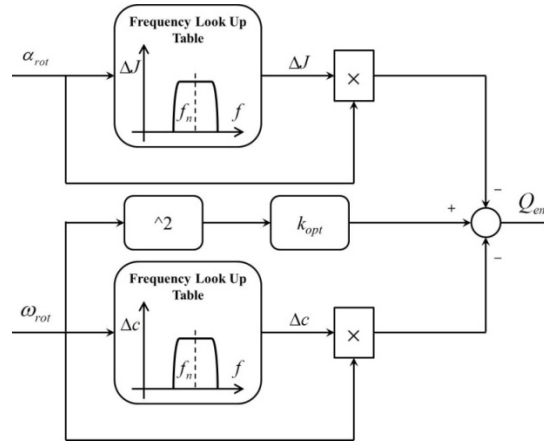 Frequency Look Up
Table
ΔJ
f_n
f
α_rot
ΔJ
×
−
^2
k_opt
+
Q_em
−
Frequency Look Up
Table
Δc
f_n
f
ω_rot
Δc
×